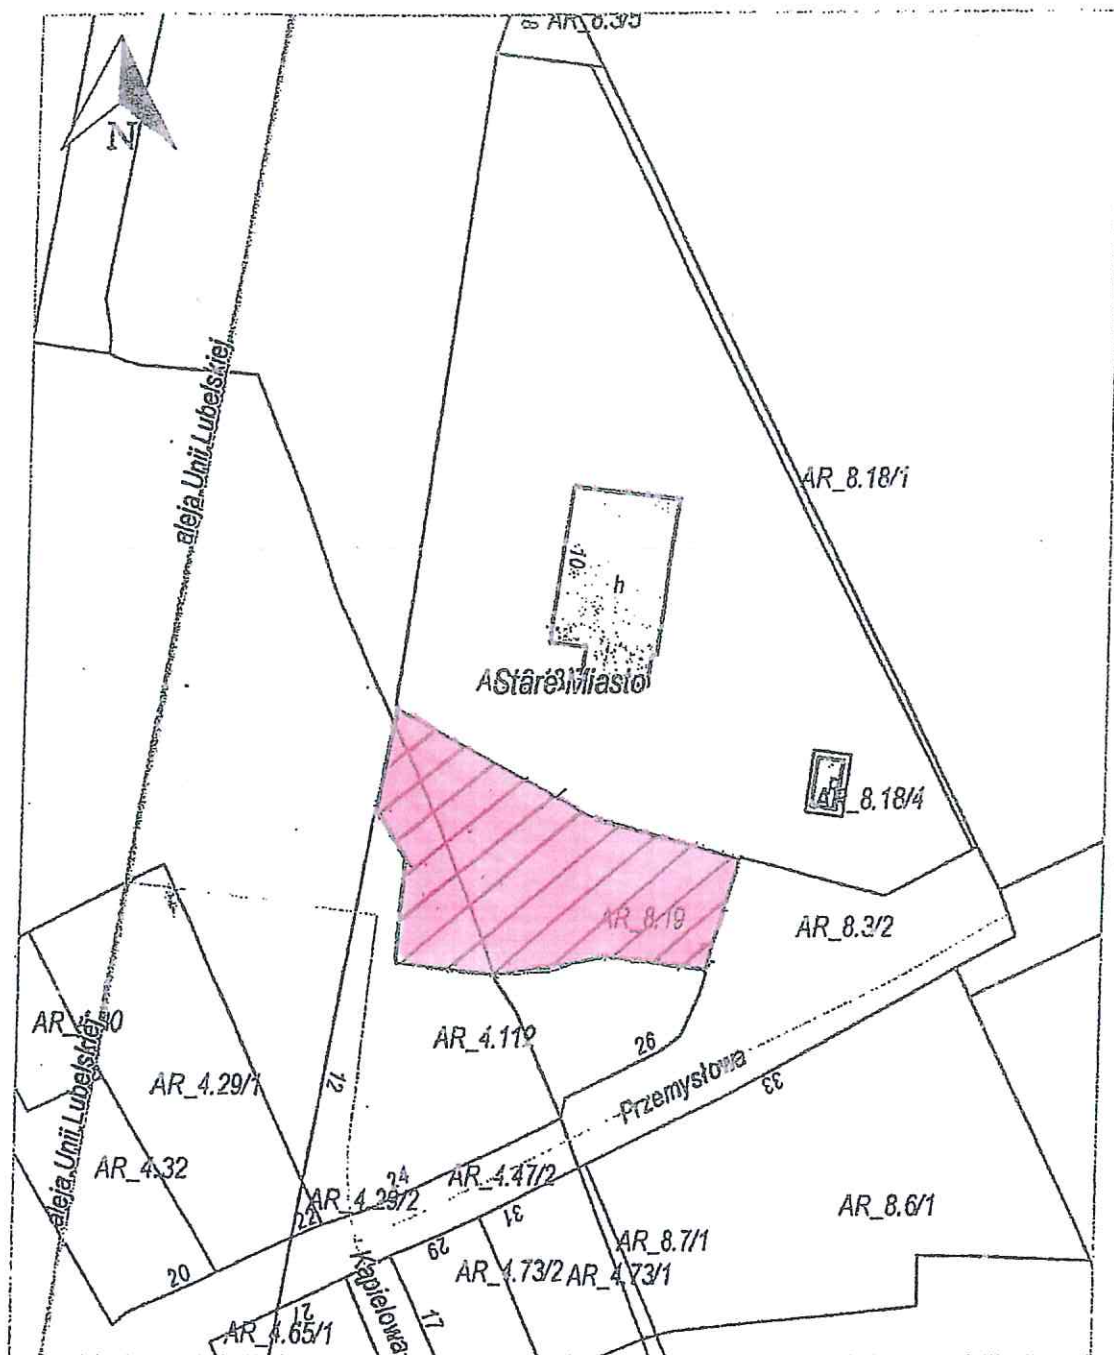 AR_8.3/5
N
aleja Unii Lubelskiej
AR_8.18/1
10
h
Stare Miasto
AR_8.18/4
AR_8.19
AR_8.3/2
AR_4.119
26
Przemysłowa
33
12
AR_4.29/1
aleja Unii Lubelskiej
AR_4.32
24
AR_4.47/2
AR_4.29/2
22
31
AR_8.6/1
29
AR_8.7/1
AR_4.73/2
AR_4.73/1
20
Kąpielowa
17
21
AR_4.65/1